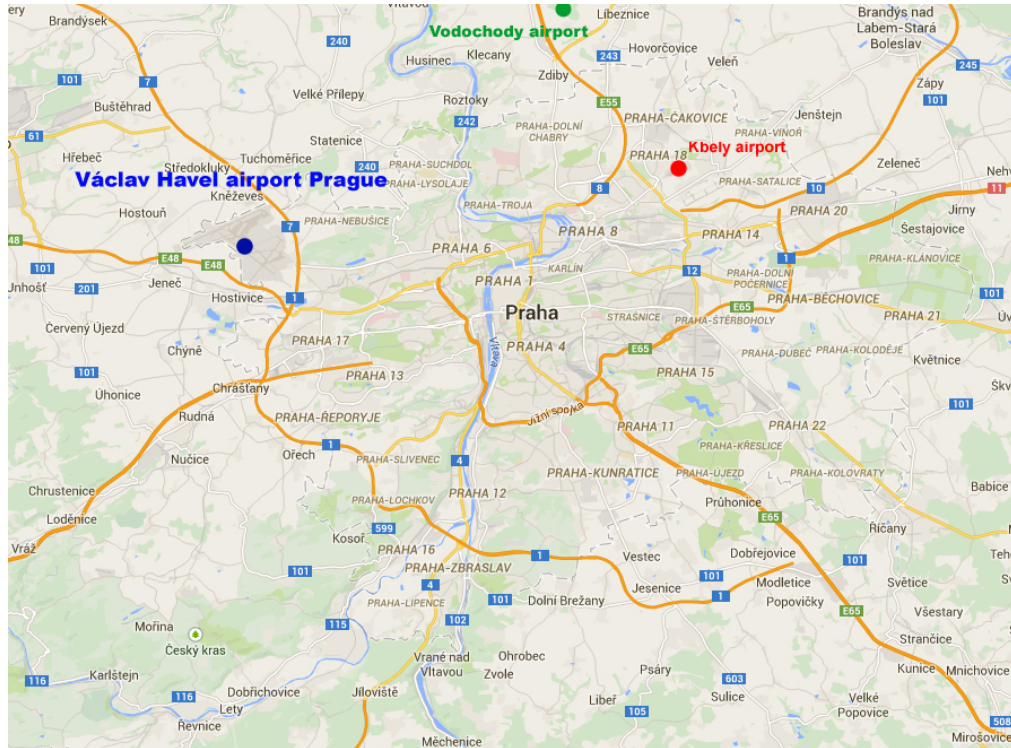 ery
Brandýsek
Vltavou
Líbeznice
Brandýs nad
Labem-Stará
Boleslav
Vodochody airport
240
Klecany
Husinec
Hovorčovice
243
Veleň
245
101
7
Zdiby
Zápy
Velké Přílepy
Roztoky
E55
101
Buštěhrad
242
PRAHA-ČAKOVICE
Jenštejn
61
Statenice
PRAHA-DOLNÍ
CHABRY
PRAHA-VINOŘ
Hřebeč
Tuchoměřice
PRAHA 18
Kbely airport
Středokluky
240
PRAHA-SUCHDOL
Zeleneč
Václav Havel airport Prague
PRAHA-LYSOLAJE
PRAHA-SATALICE
Nehv
Kněževes
8
10
11
PRAHA-TROJA
Hostouň
PRAHA-NEBUŠICE
PRAHA 20
Jirny
7
PRAHA 8
PRAHA 14
Šestajovice
E48
PRAHA 6
E48
E48
1
PRAHA-KLÁNOVICE
101
KARLÍN
12
PRAHA-DOLNÍ
POČERNICE
101
Unhošť
201
Jeneč
PRAHA 1
Hostivice
1
PRAHA-BĚCHOVICE
E65
Praha
STRAŠNICE
PRAHA-ŠTĚRBOHOLY
PRAHA 21
Úv
Červený Újezd
PRAHA 17
Vltava
PRAHA 4
E65
Chýně
PRAHA-DUBEČ
PRAHA-KOLODĚJE
Květnice
101
PRAHA 13
PRAHA 15
Chrášťany
Škv
Úhonice
101
Rudná
PRAHA-ŘEPORYJE
Jižní spojka
PRAHA 11
PRAHA 22
1
Ořech
PRAHA-KŘESLICE
Nučice
PRAHA-SLIVENEC
4
PRAHA-KUNRATICE
PRAHA-ÚJEZD
PRAHA-KOLOVRATY
Chrustenice
PRAHA 12
Babice
PRAHA-LOCHKOV
Průhonice
Loděnice
E65
599
Říčany
Kosoř
Vráž
PRAHA 16
1
Vestec
Dobřejovice
Teh
101
101
PRAHA-ZBRASLAV
101
4
Jesenice
Modletice
Světice
101
1
PRAHA-LIPENCE
Dolní Břežany
Popovičky
E65
Všestary
102
115
Mořina
Strančice
Český kras
Vrané nad
Vltavou
Ohrobec
Psáry
Kunice
Mnichovice
Karlštejn
Zvole
603
116
116
Dobřichovice
Jíloviště
Libeř
Sulice
Velké
Popovice
Lety
105
Řevnice
508
Měchenice
Mirošovice